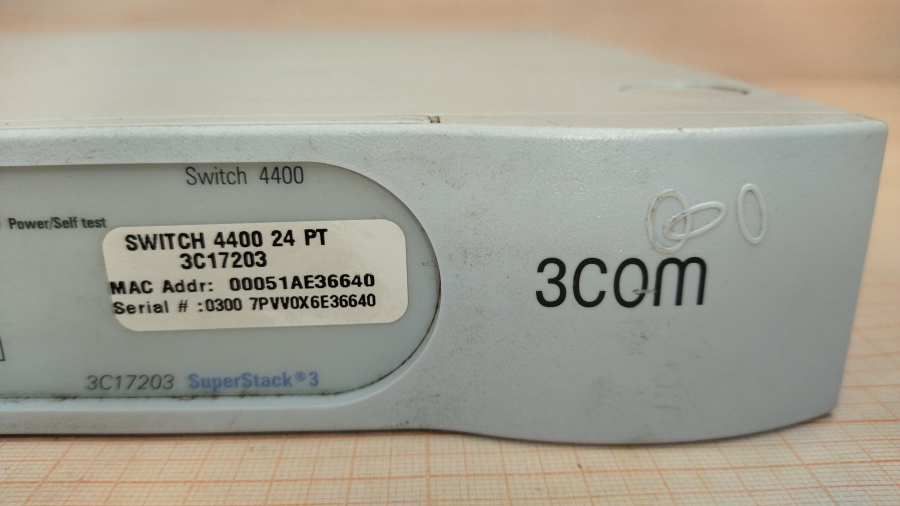 Switch 4400
Power/Self test
SWITCH 4400 24 PT
3C17203
MAC Addr: 00051AE36640
Serial # :0300 7PVV0X6E36640
3C17203 SuperStack®3
3com